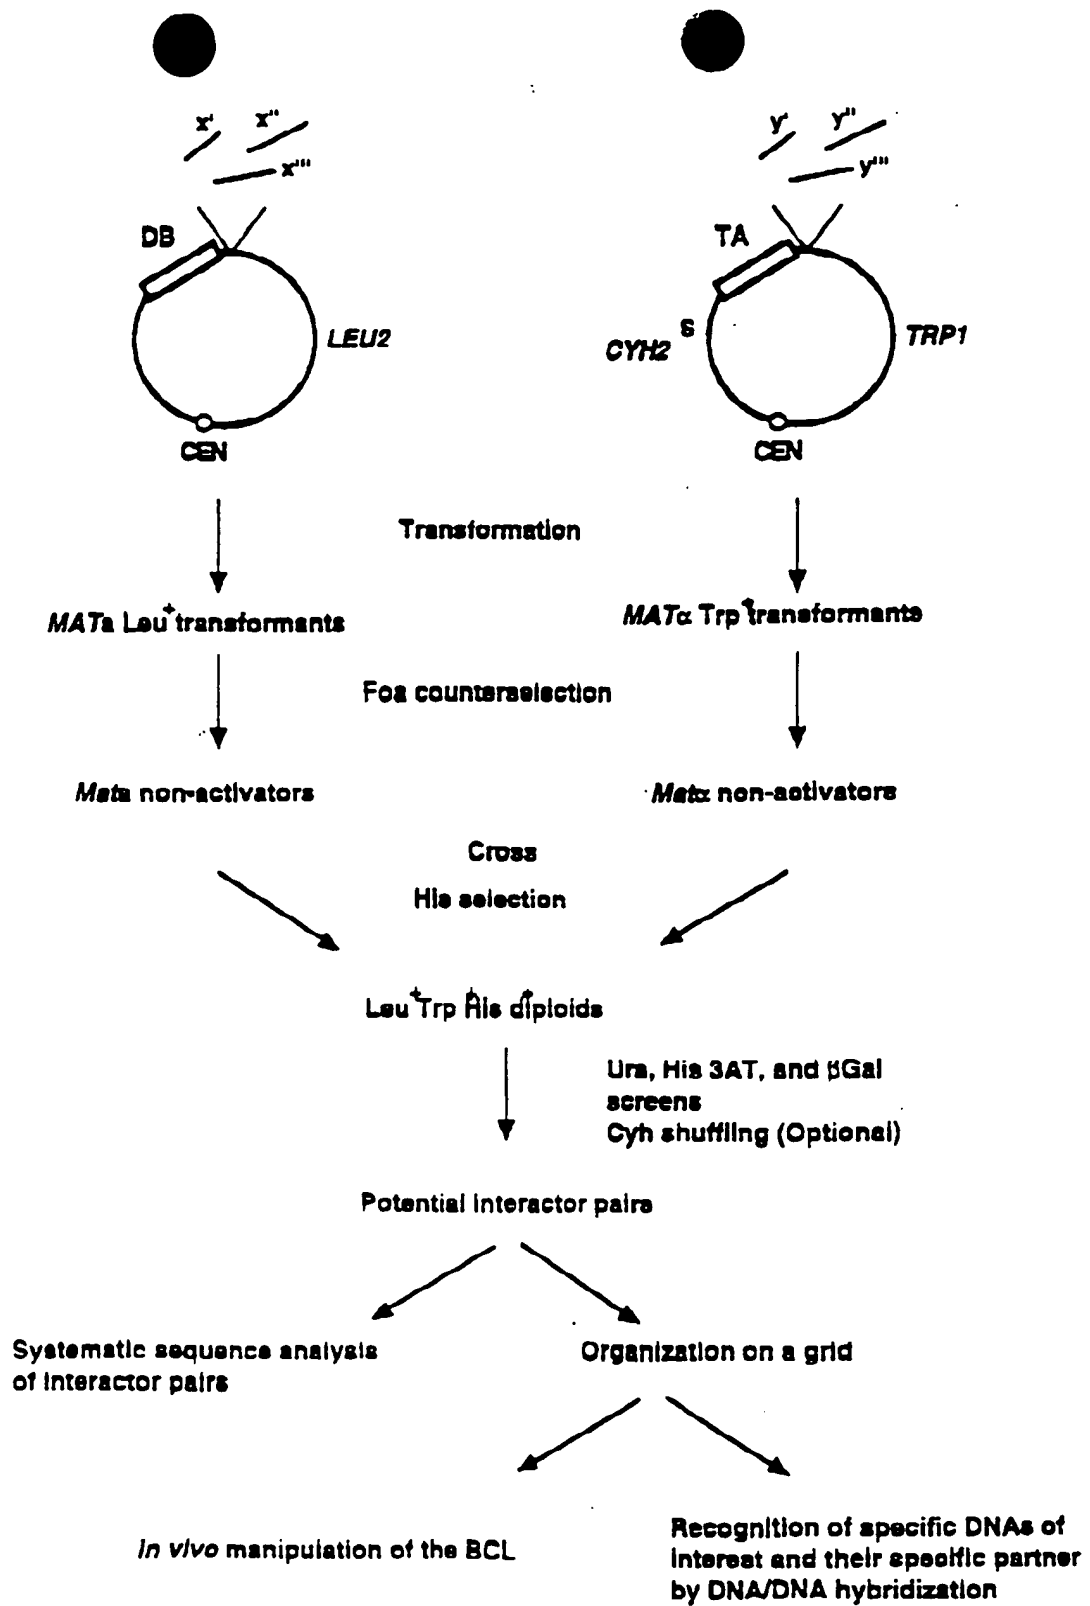 x' x''
x'''
y' y''
y'''
DB
LEU2
CEN
TA
CYH2 S
TRP1
CEN
Transformation
MATa Leu+ transformants
MATα Trp+ transformants
Foa counterselection
Mata non-activators
Matα non-activators
Cross
His selection
Leu+ Trp+ His+ diploids
Ura, His 3AT, and βGal
screens
Cyh shuffling (Optional)
Potential interactor pairs
Systematic sequence analysis
of interactor pairs
Organization on a grid
In vivo manipulation of the BCL
Recognition of specific DNAs of
interest and their specific partner
by DNA/DNA hybridization